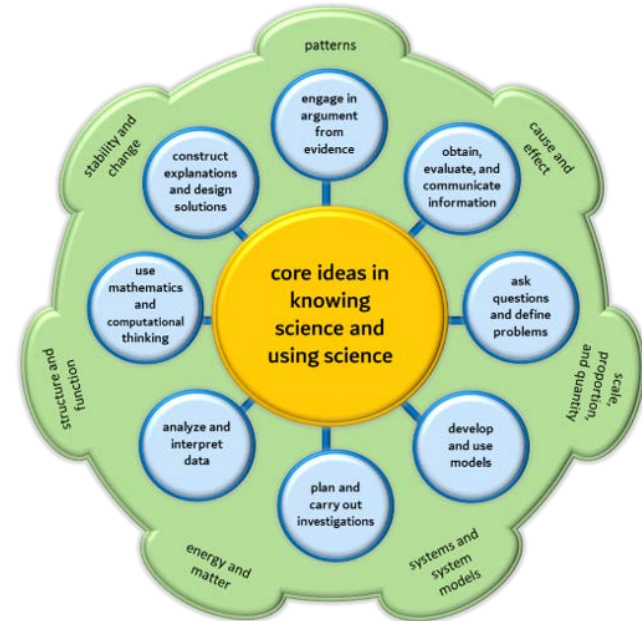 patterns
engage in
argument
from
evidence
obtain,
evaluate, and
communicate
information
cause and
effect
ask
questions
and define
problems
scale,
proportion,
and quantity
develop
and use
models
systems and
system
models
plan and
carry out
investigations
energy and
matter
analyze and
interpret
data
structure and
function
use
mathematics
and
computational
thinking
stability and
change
construct
explanations
and design
solutions
core ideas in
knowing
science and
using science